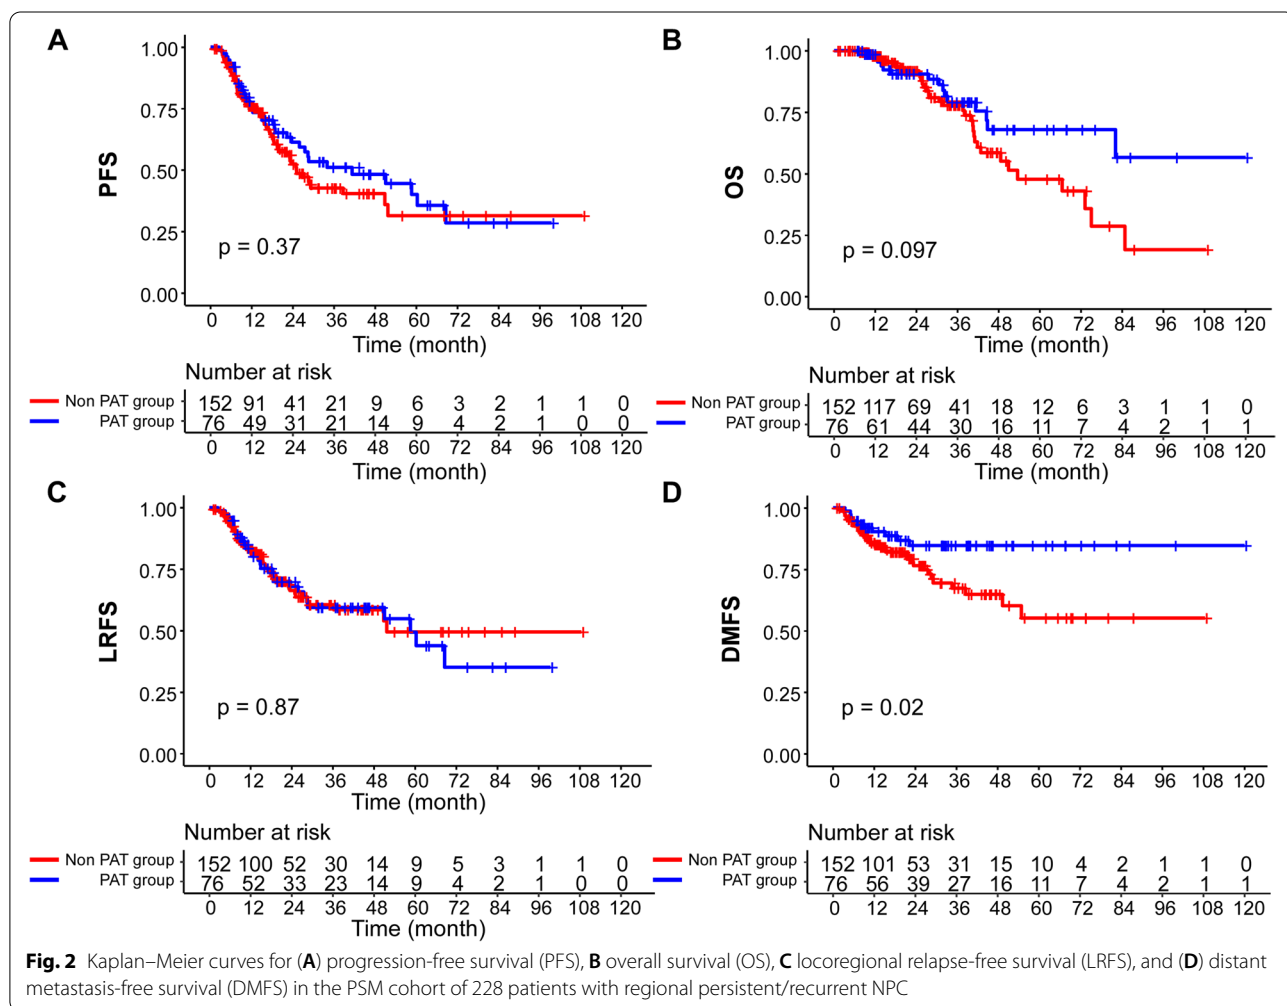 A
PFS
1.00
0.75
0.50
0.25
0.00
p = 0.37
0 12 24 36 48 60 72 84 96 108 120
Time (month)
Number at risk
Non PAT group 152 91 41 21 9 6 3 2 1 1 0
PAT group 76 49 31 21 14 9 4 2 1 0 0
0 12 24 36 48 60 72 84 96 108 120
Time (month)
B
OS
1.00
0.75
0.50
0.25
0.00
p = 0.097
0 12 24 36 48 60 72 84 96 108 120
Time (month)
Number at risk
Non PAT group 152 117 69 41 18 12 6 3 1 1 0
PAT group 76 61 44 30 16 11 7 4 2 1 1
0 12 24 36 48 60 72 84 96 108 120
Time (month)
C
LRFS
1.00
0.75
0.50
0.25
0.00
p = 0.87
0 12 24 36 48 60 72 84 96 108 120
Time (month)
Number at risk
Non PAT group 152 100 52 30 14 9 5 3 1 1 0
PAT group 76 52 33 23 14 9 4 2 1 0 0
0 12 24 36 48 60 72 84 96 108 120
Time (month)
D
DMFS
1.00
0.75
0.50
0.25
0.00
p = 0.02
0 12 24 36 48 60 72 84 96 108 120
Time (month)
Number at risk
Non PAT group 152 101 53 31 15 10 4 2 1 1 0
PAT group 76 56 39 27 16 11 7 4 2 1 1
0 12 24 36 48 60 72 84 96 108 120
Time (month)
Fig. 2 Kaplan–Meier curves for (A) progression-free survival (PFS), B overall survival (OS), C locoregional relapse-free survival (LRFS), and (D) distant
metastasis-free survival (DMFS) in the PSM cohort of 228 patients with regional persistent/recurrent NPC